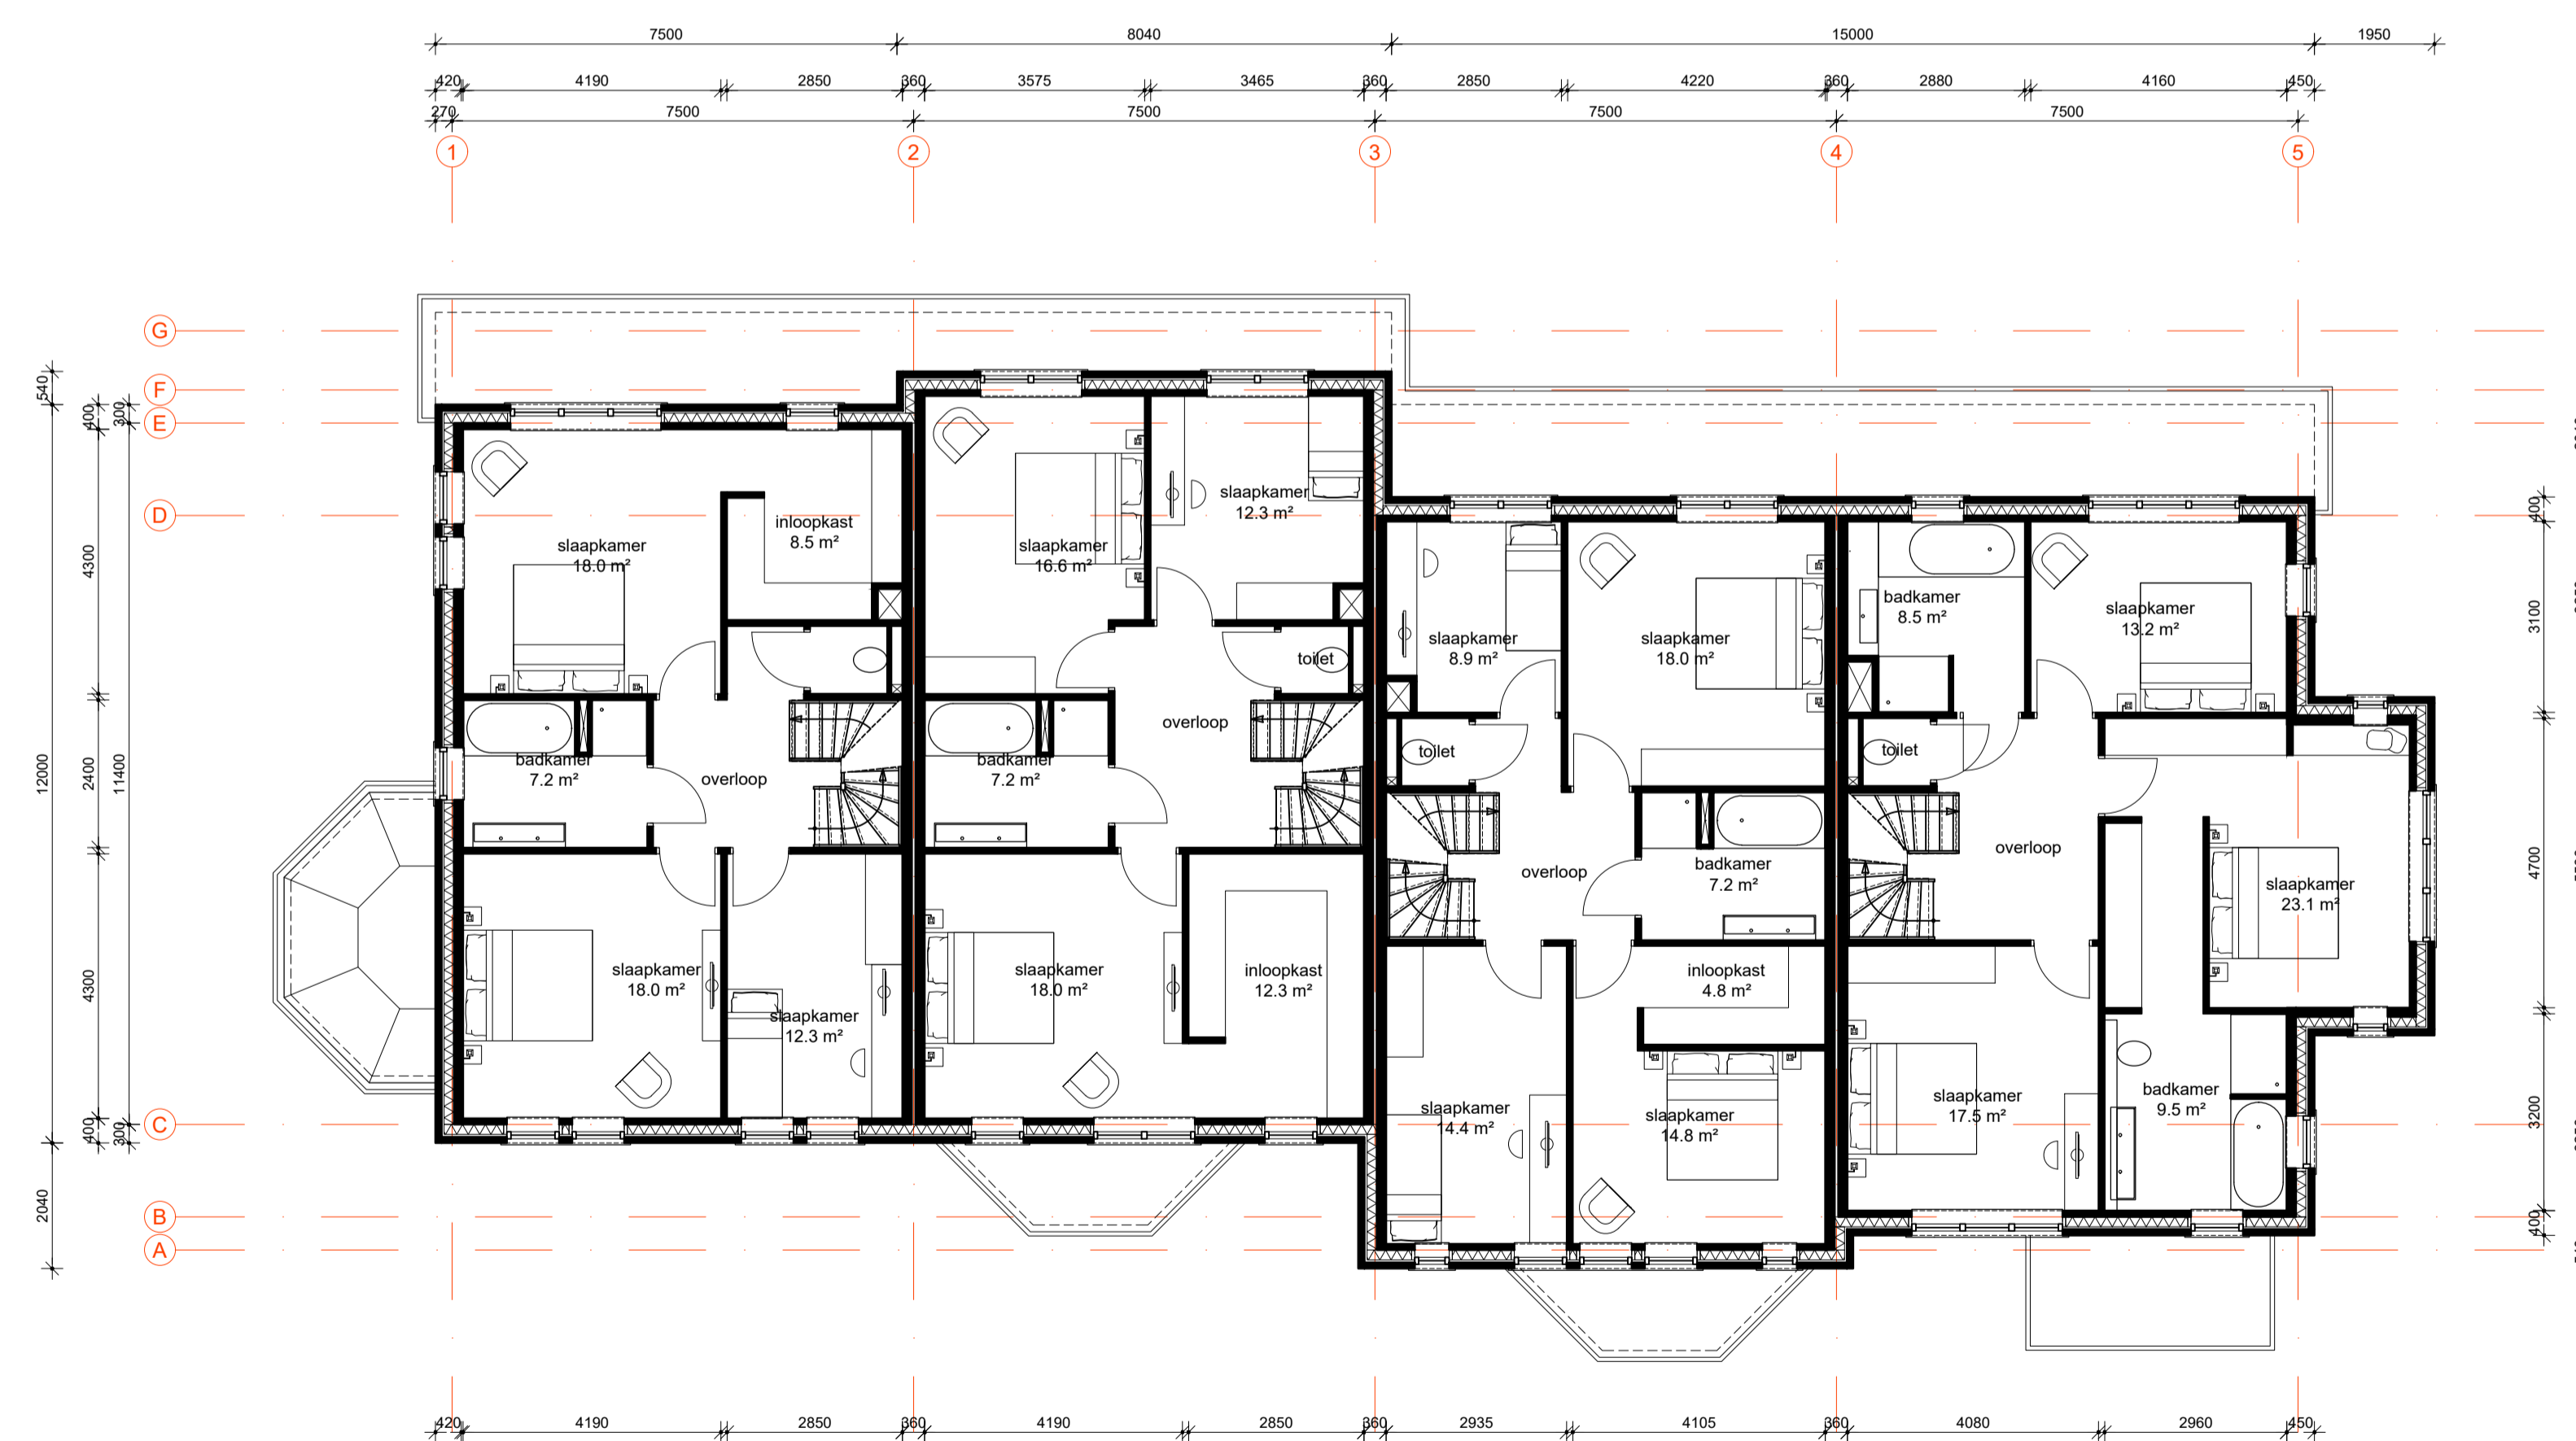 7500 8040 15000 1950
420 4190 2850 360 3575 3465 360 2850 4220 360 2880 4160 450
270 7500 7500 7500 7500
1 2 3 4 5
G
F
E
D
C
B
A
540
12000
2040
400
4300
2400
4300
400
300
11400
300
slaapkamer
18.0 m²
inloopkast
8.5 m²
badkamer
7.2 m²
overloop
slaapkamer
18.0 m²
slaapkamer
12.3 m²
slaapkamer
16.6 m²
slaapkamer
12.3 m²
toilet
overloop
badkamer
7.2 m²
slaapkamer
18.0 m²
inloopkast
12.3 m²
slaapkamer
8.9 m²
slaapkamer
18.0 m²
toilet
overloop
badkamer
7.2 m²
inloopkast
4.8 m²
slaapkamer
14.4 m²
slaapkamer
14.8 m²
badkamer
8.5 m²
slaapkamer
13.2 m²
toilet
overloop
slaapkamer
23.1 m²
slaapkamer
17.5 m²
badkamer
9.5 m²
400
3100
4700
3200
400
420 4190 2850 360 4190 2850 360 2935 4105 360 4080 2960 450